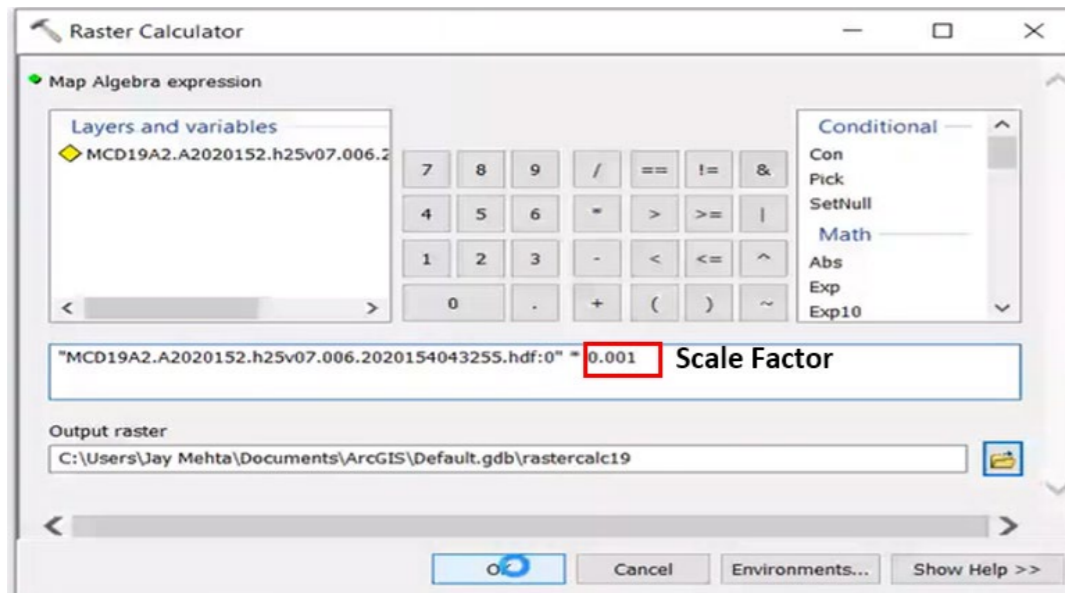 Raster Calculator
Map Algebra expression
Layers and variables
MCD19A2.A2020152.h25v07.006.2
7 8 9 / == != &
4 5 6 * > >= |
1 2 3 - < <= ^
0 . + ( ) ~
Conditional
Con
Pick
SetNull
Math
Abs
Exp
Exp10
"MCD19A2.A2020152.h25v07.006.2020154043255.hdf:0" * 0.001 Scale Factor
Output raster
C:\Users\Jay Mehta\Documents\ArcGIS\Default.gdb\rastercalc19
Cancel Environments... Show Help >>